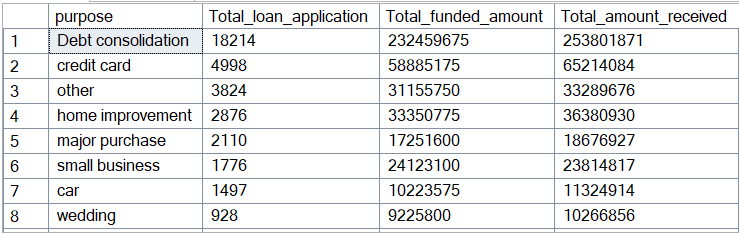 purpose Total_loan_application Total_funded_amount Total_amount_received
1 Debt consolidation 18214 232459675 253801871
2 credit card 4998 58885175 65214084
3 other 3824 31155750 33289676
4 home improvement 2876 33350775 36380930
5 major purchase 2110 17251600 18676927
6 small business 1776 24123100 23814817
7 car 1497 10223575 11324914
8 wedding 928 9225800 10266856